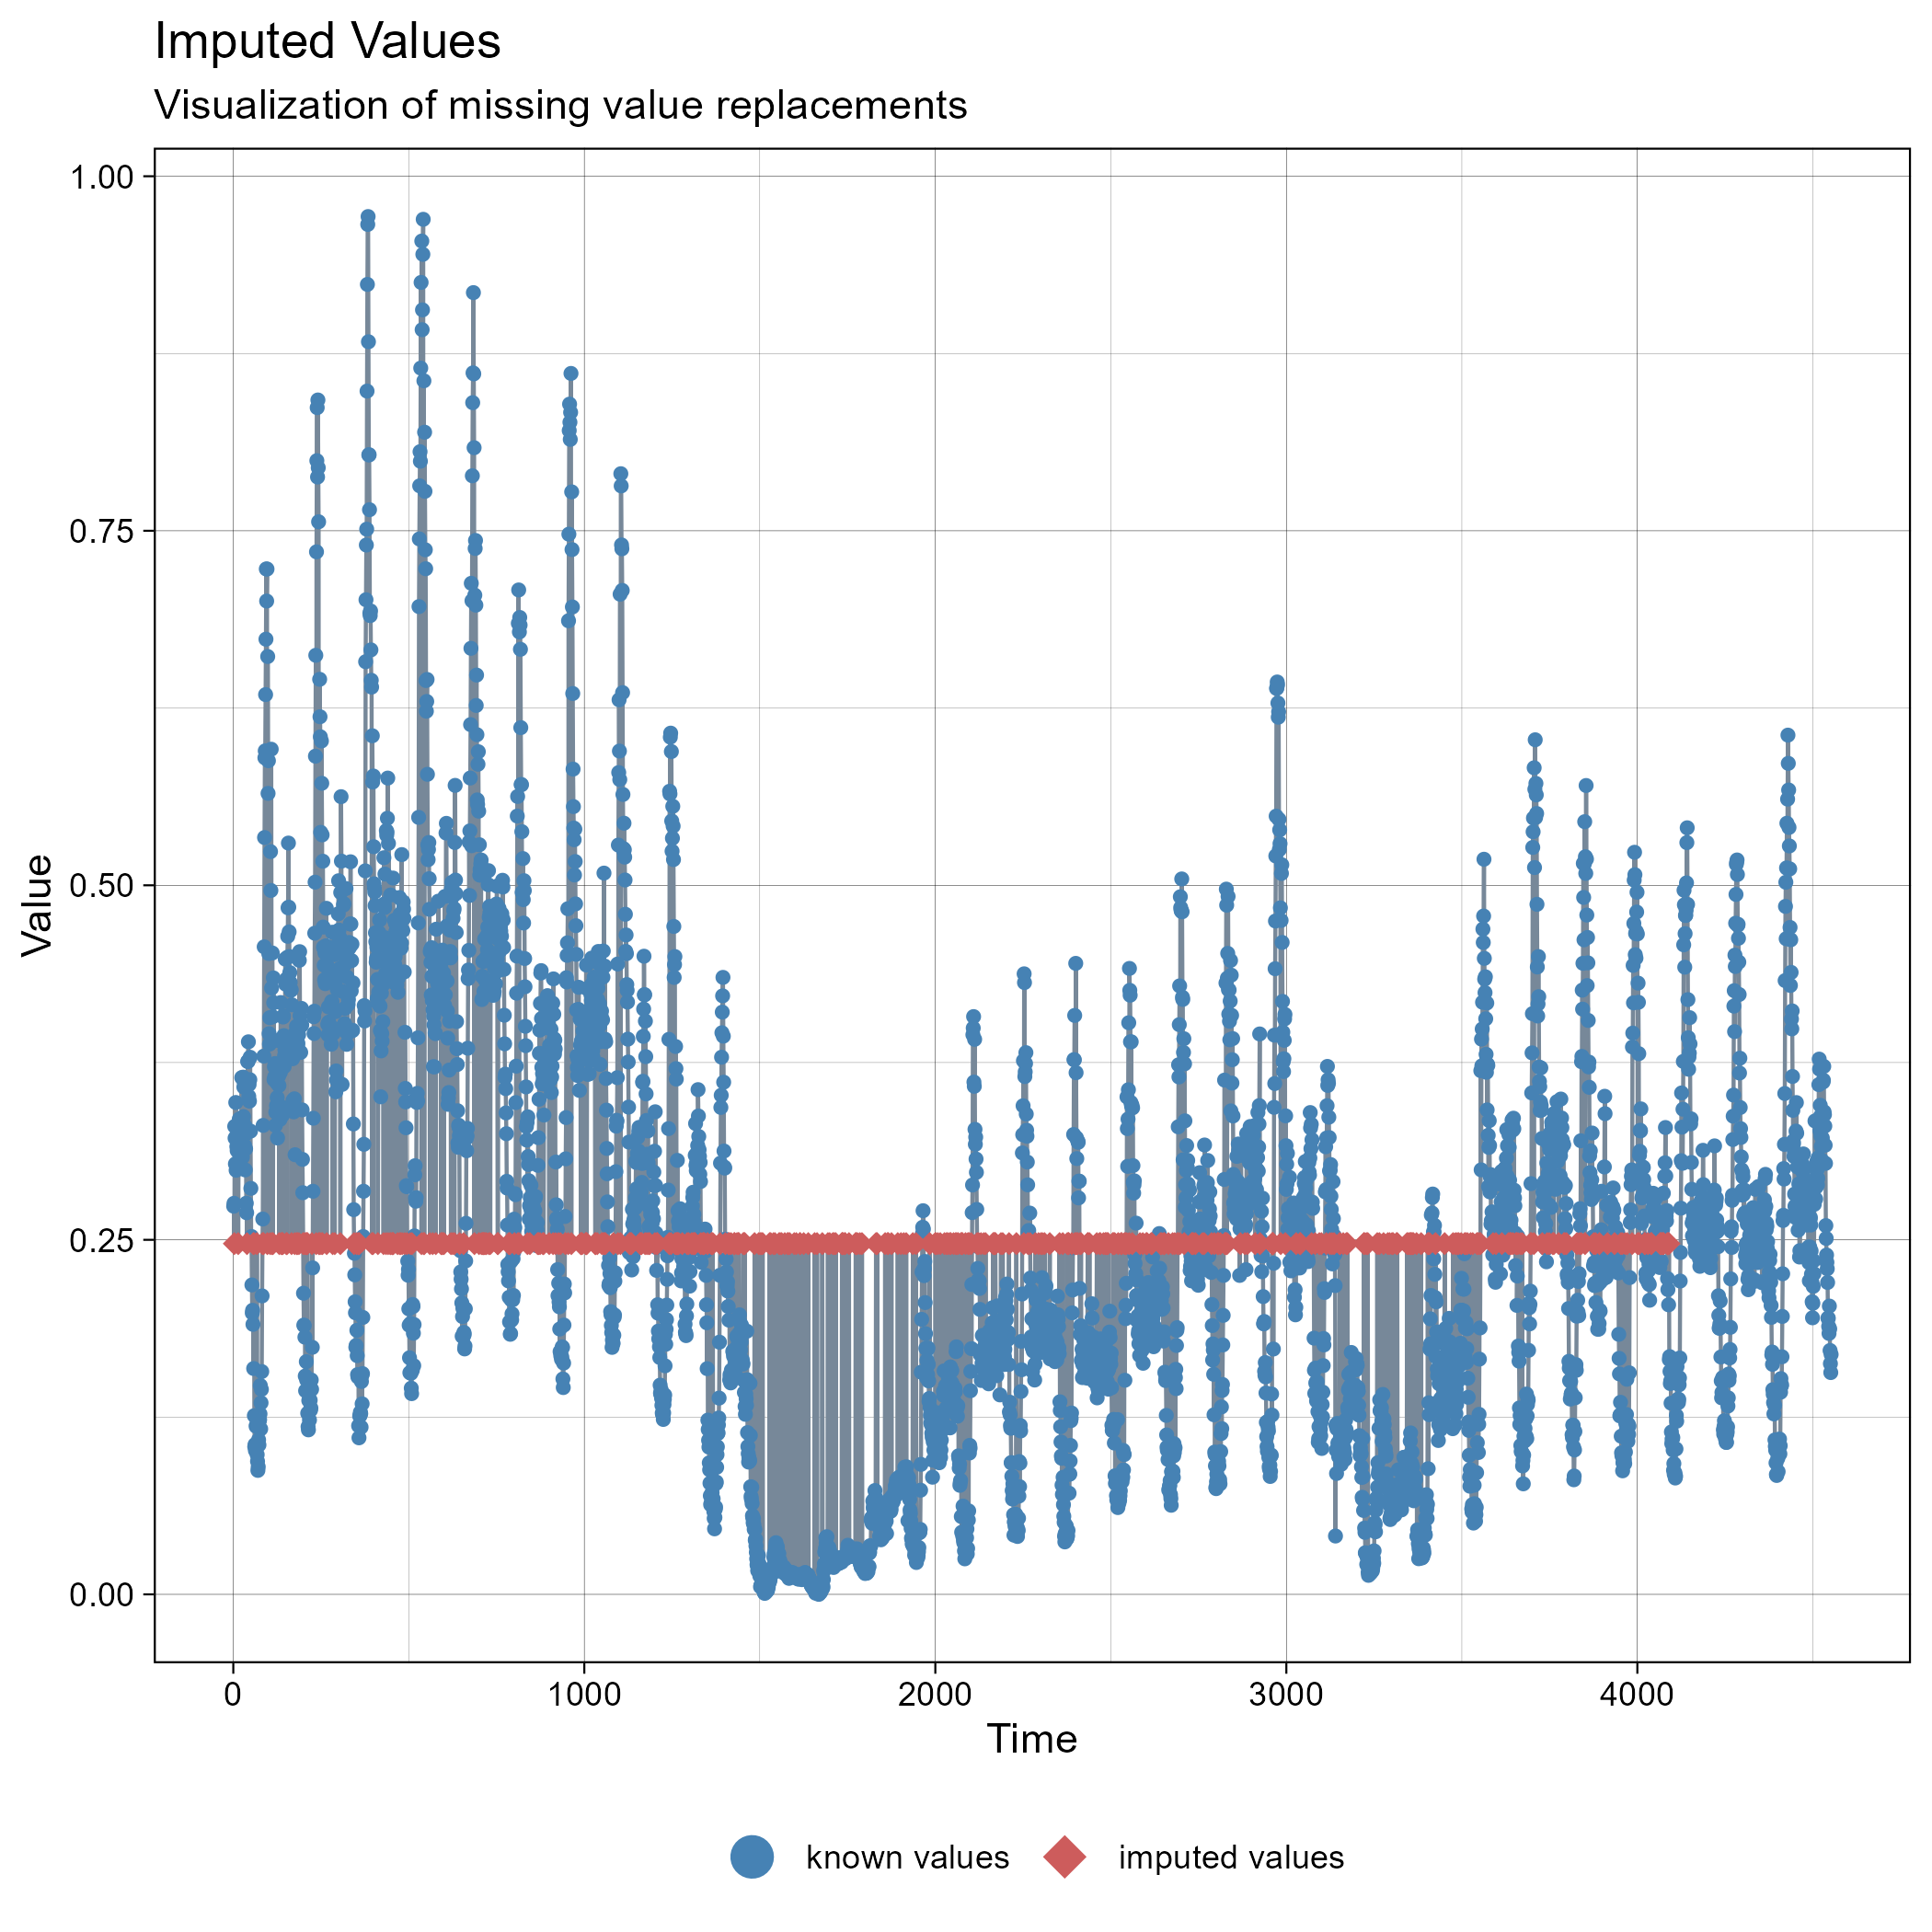 Imputed Values
Visualization of missing value replacements
1.00
0.75
0.50
0.25
0.00
Value
0 1000 2000 3000 4000
Time
known values imputed values